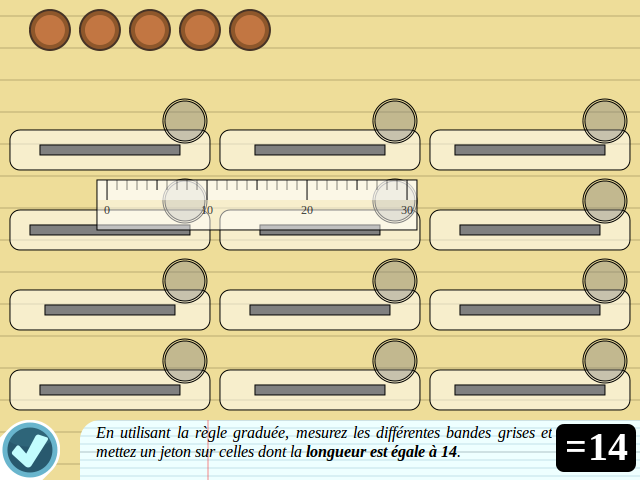 0 10 20 30
En utilisant la règle graduée, mesurez les différentes bandes grises et
mettez un jeton sur celles dont la longueur est égale à 14.
=14